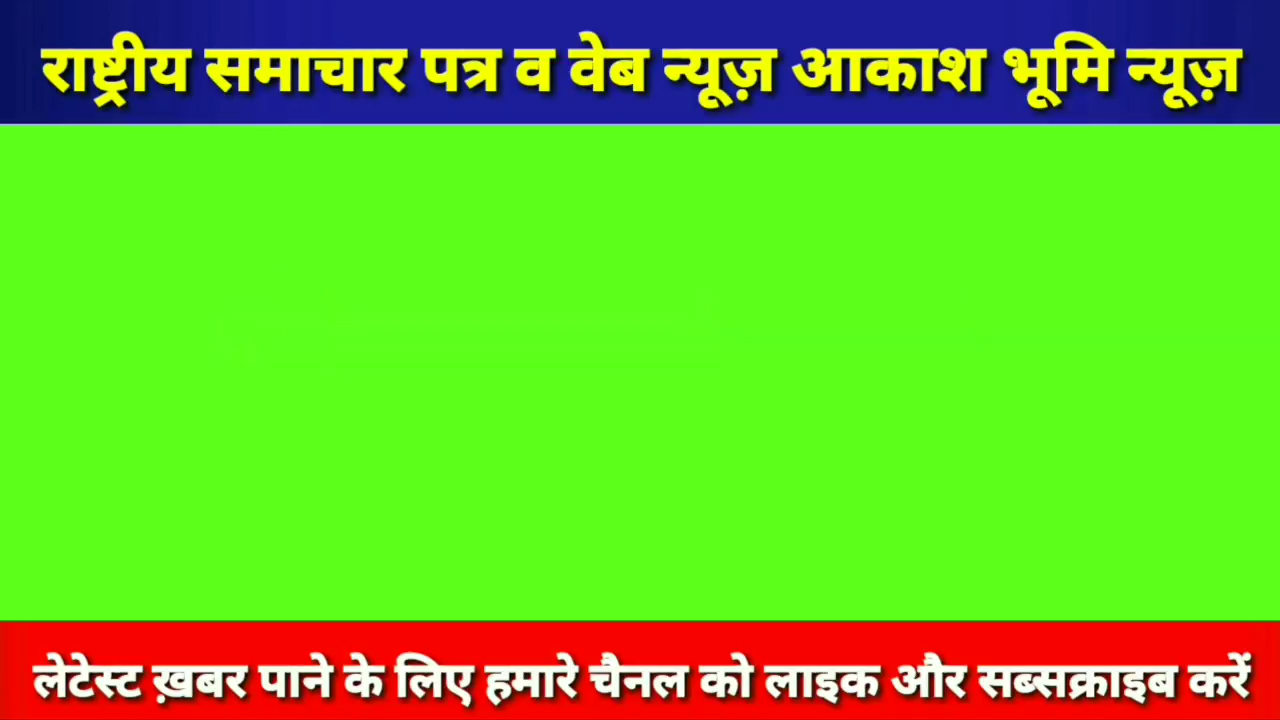 राष्ट्रीय समाचार पत्र व वेब न्यूज़ आकाश भूमि न्यूज़
लेटेस्ट ख़बर पाने के लिए हमारे चैनल को लाइक और सब्सक्राइब करें